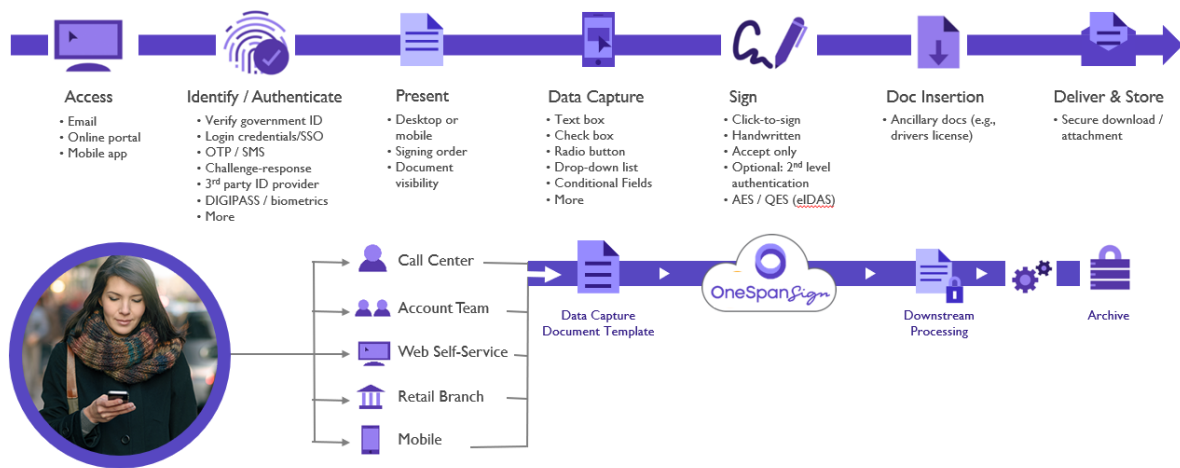 Access
• Email
• Online portal
• Mobile app
Identify / Authenticate
• Verify government ID
• Login credentials/SSO
• OTP / SMS
• Challenge-response
• 3rd party ID provider
• DIGIPASS / biometrics
• More
Present
• Desktop or
mobile
• Signing order
• Document
visibility
Data Capture
• Text box
• Check box
• Radio button
• Drop-down list
• Conditional Fields
• More
Sign
• Click-to-sign
• Handwritten
• Accept only
• Optional: 2nd level
authentication
• AES / QES (eIDAS)
Doc Insertion
• Ancillary docs (e.g.,
drivers license)
Deliver & Store
• Secure download /
attachment
Call Center
Account Team
Web Self-Service
Retail Branch
Mobile
Data Capture
Document Template
OneSpanSign
Downstream
Processing
Archive